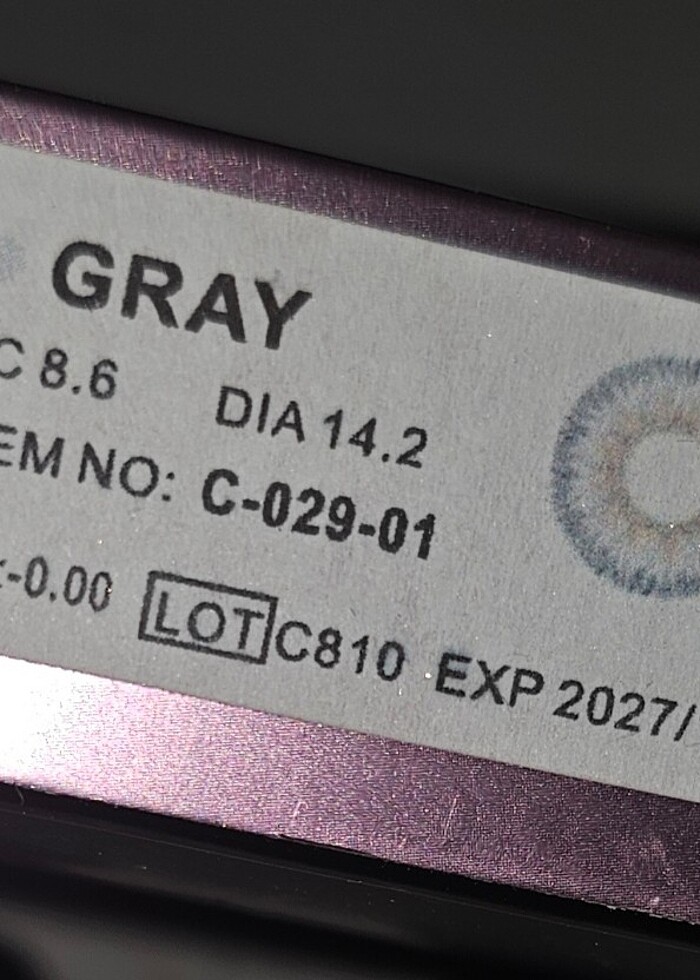 GRAY
C 8.6 DIA 14.2
EM NO: C-029-01
-0.00 LOT C810 EXP 2027/